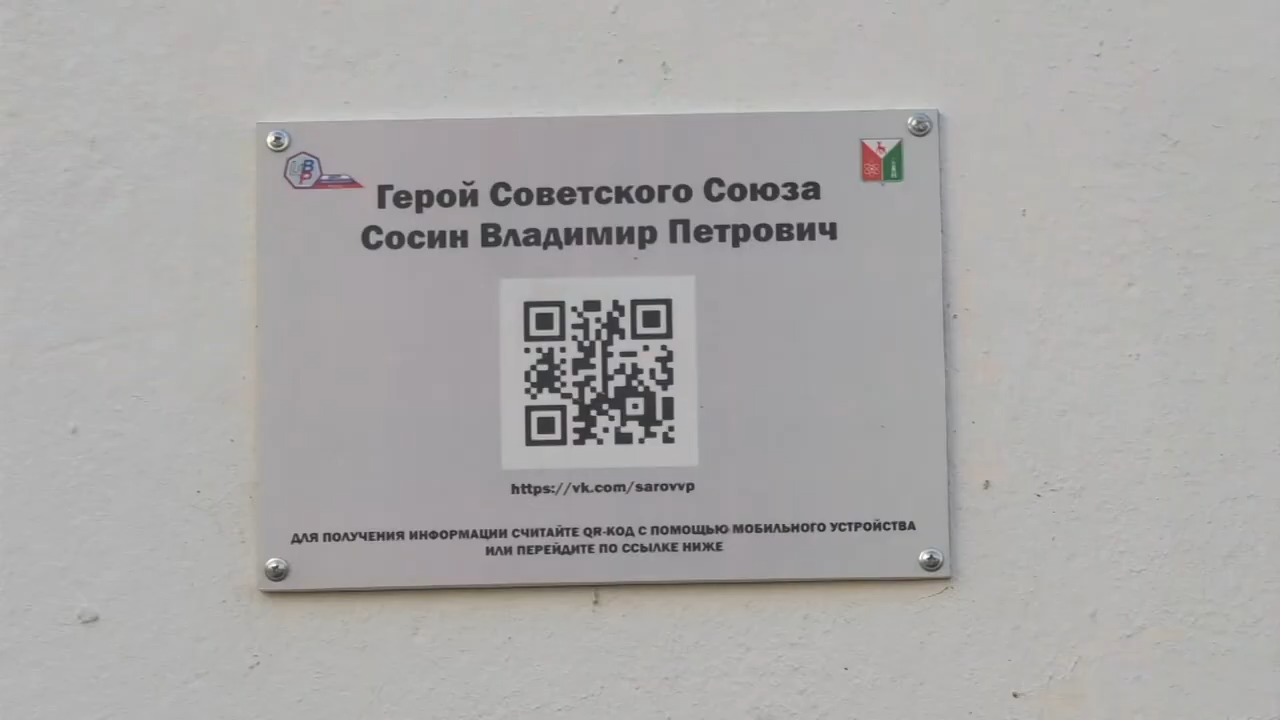 Герой Советского Союза
Сосин Владимир Петрович
https://vk.com/sarovvp
ДЛЯ ПОЛУЧЕНИЯ ИНФОРМАЦИИ СЧИТАЙТЕ QR-КОД С ПОМОЩЬЮ МОБИЛЬНОГО УСТРОЙСТВА
ИЛИ ПЕРЕЙДИТЕ ПО ССЫЛКЕ НИЖЕ